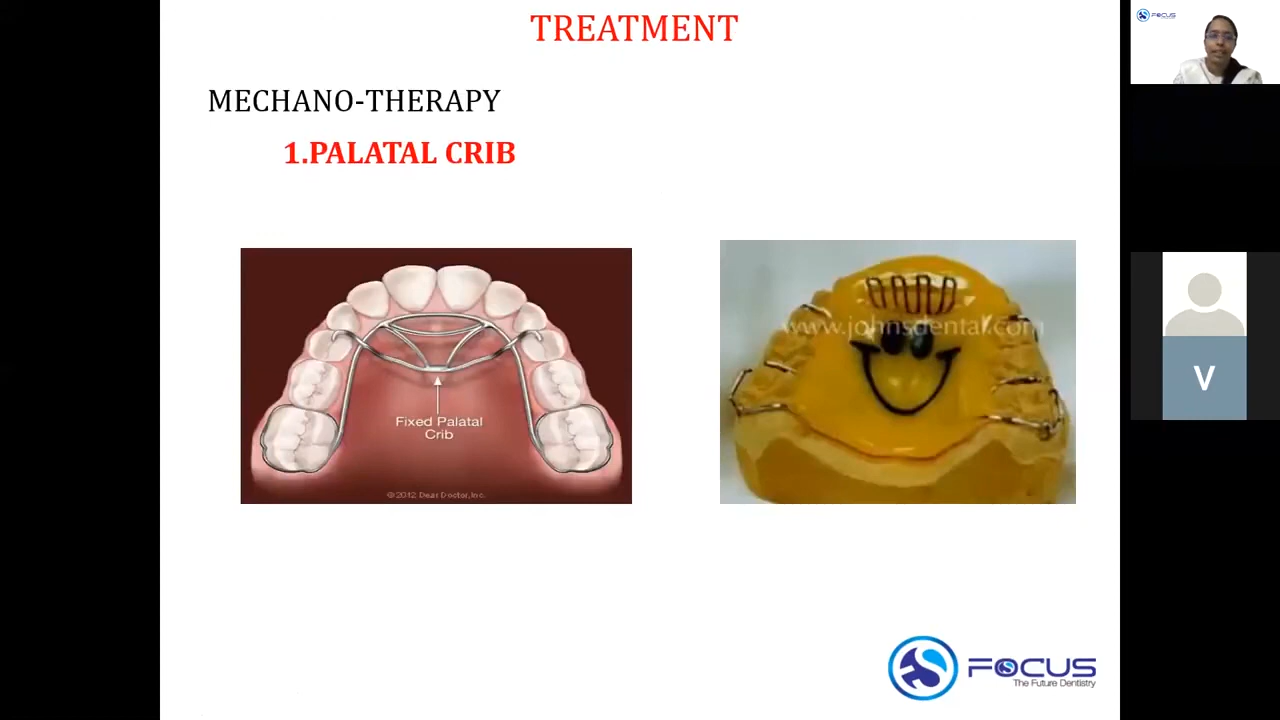 TREATMENT
MECHANO-THERAPY
1.PALATAL CRIB
Fixed Palatal
Crib
© 2012 Dear Doctor, Inc.
www.johnsdental.com
FOCUS
The Future Dentistry
FOCUS
V